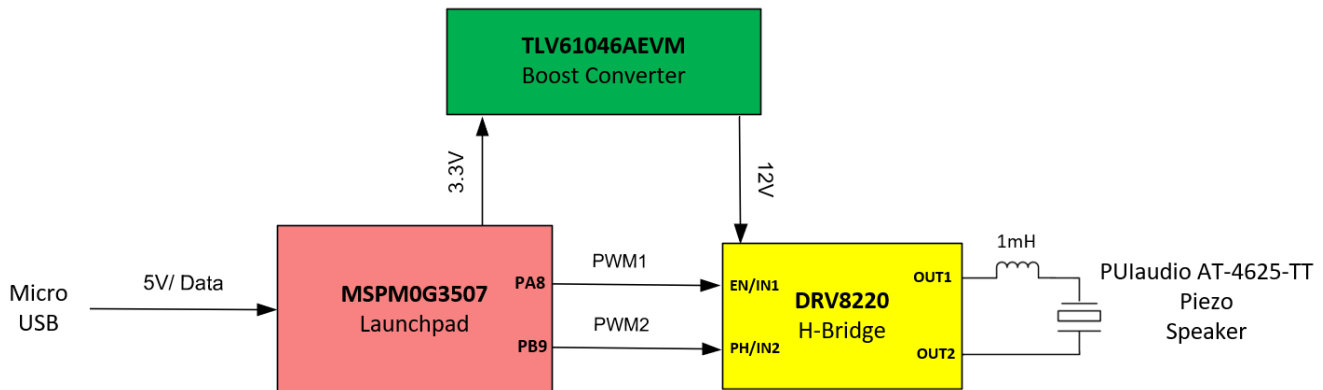 TLV61046AEVM
Boost Converter
3.3V
12V
Micro
USB
5V/ Data
MSPM0G3507
Launchpad
PA8
PB9
PWM1
PWM2
EN/IN1
PH/IN2
DRV8220
H-Bridge
OUT1
OUT2
1mH
PUIaudio AT-4625-TT
Piezo
Speaker